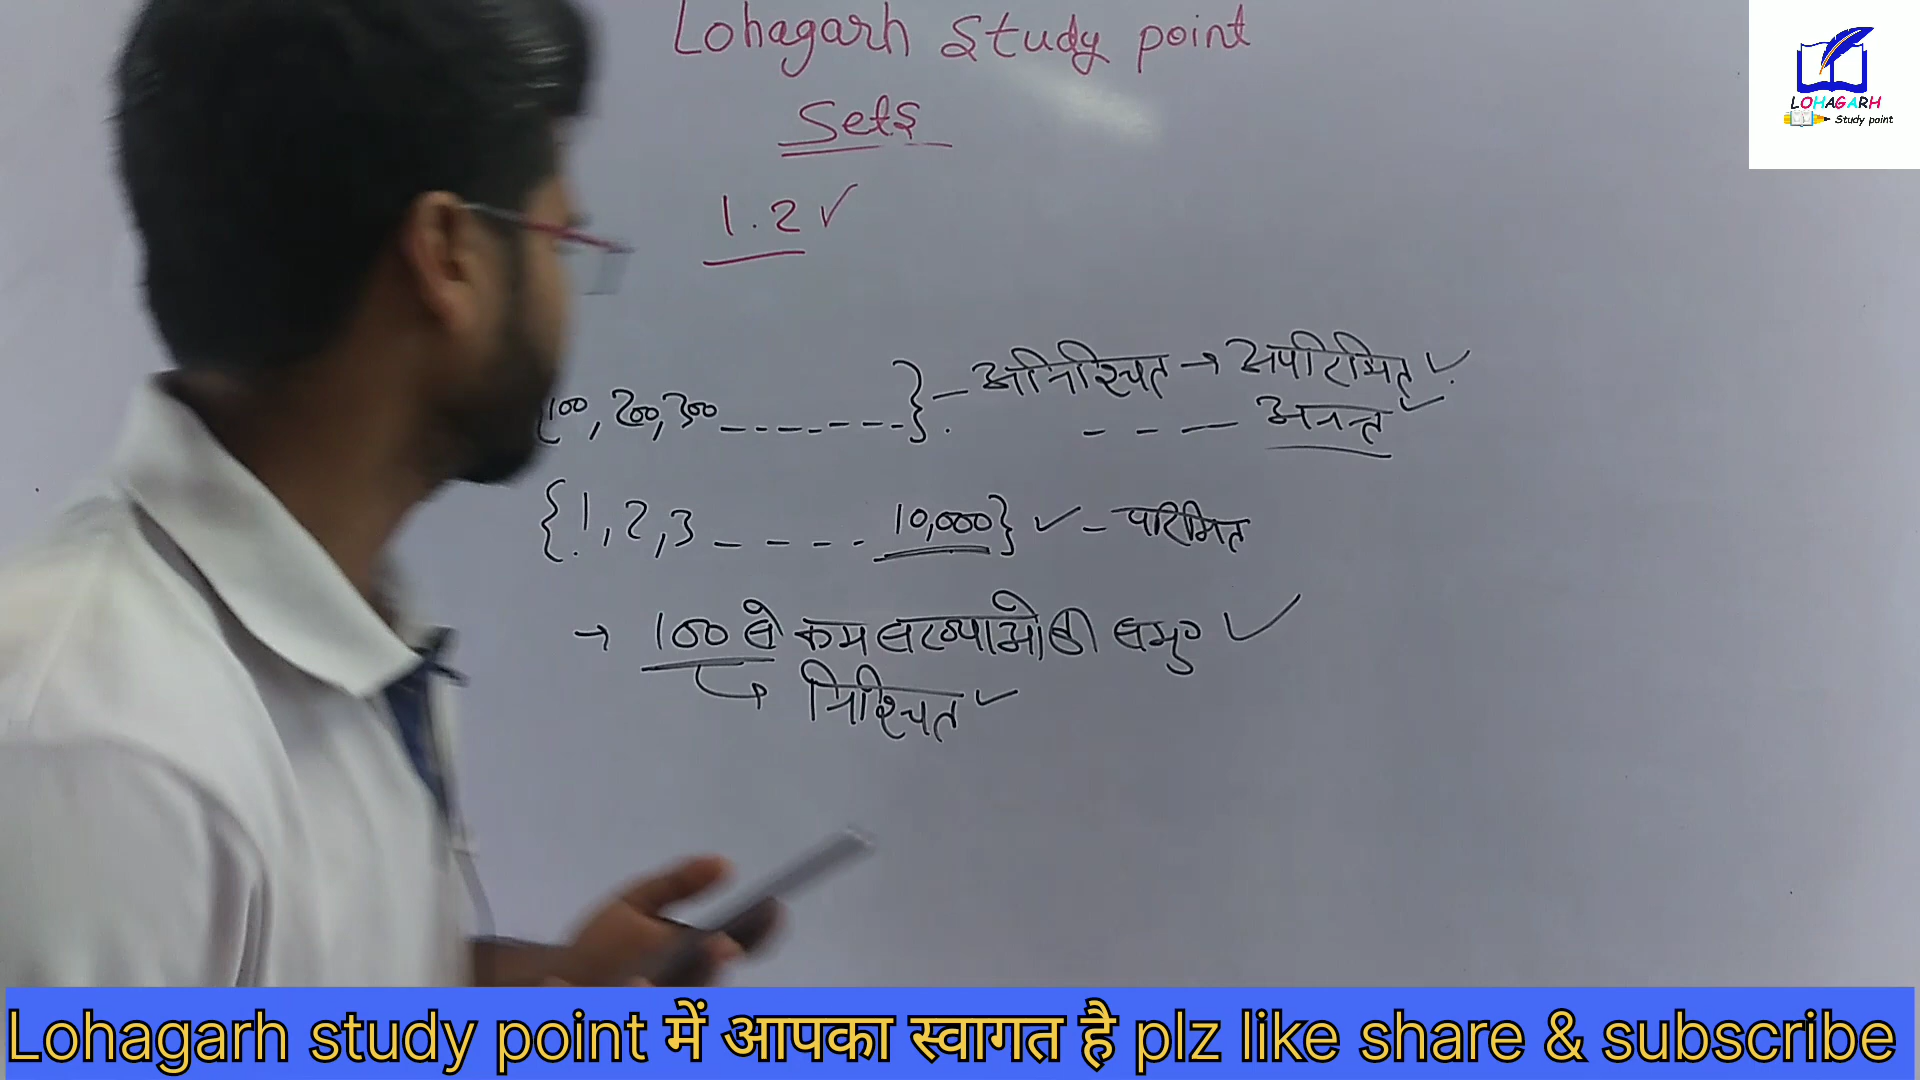 Lohagarh Study point
Sets
1.2 ✓
LOHAGARH
Study point
{100, 200, 300 _ _ _ _ _ _ _ } . — अनिश्चित → अपरिमित ✓
_ _ _ अनन्त ✓
{1, 2, 3 _ _ _ _ 10,000} ✓ - परिमित
→ 100 से कम संख्याओं की समुह ✓
निश्चित ✓
Lohagarh study point में आपका स्वागत है plz like share & subscribe